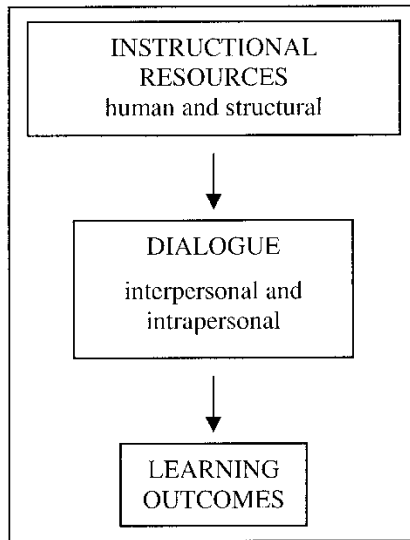 INSTRUCTIONAL
RESOURCES
human and structural
DIALOGUE
interpersonal and
intrapersonal
LEARNING
OUTCOMES